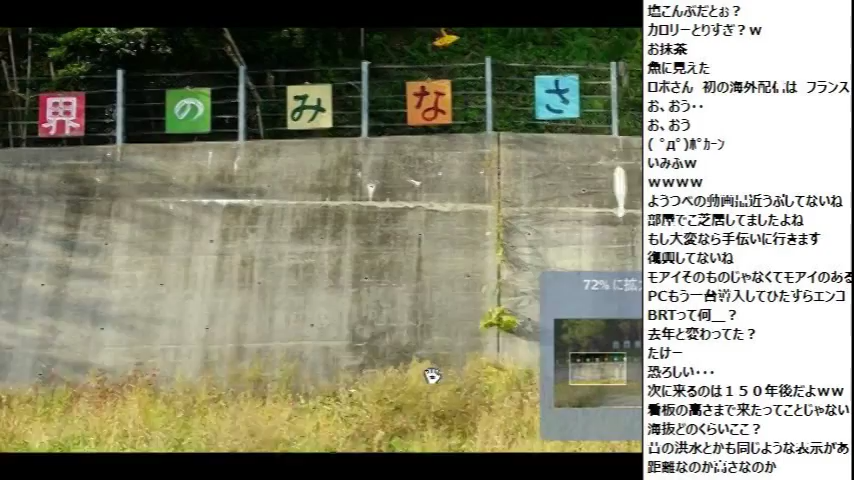 界のみなさ
72% に拡
塩こんぶだとぉ？
カロリーとりすぎ？ｗ
お抹茶
魚に見えた
ロボさん　初の海外配信は　フランス
お、おう‥
お、おう
( ﾟдﾟ)ﾎﾟｶｰﾝ
いみふｗ
ｗｗｗｗ
ようつべの動画最近うぷしてないね
部屋でこ芝居してましたよね
もし大変なら手伝いに行きます
復興してないね
モアイそのものじゃなくてモアイのある
PCもう一台導入してひたすらエンコ
BRTって何＿？
去年と変わってた？
たけー
恐ろしい･･･
次に来るのは１５０年後だよｗｗ
看板の高さまで来たってことじゃない
海抜どのくらいここ？
昔の洪水とかも同じような表示があ
距離なのか高さなのか